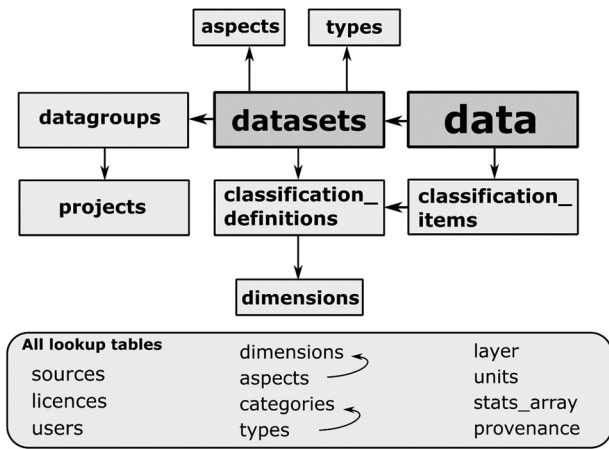 aspects
types
datagroups
datasets
data
projects
classification_
definitions
classification_
items
dimensions
All lookup tables
sources
licences
users
dimensions
aspects
categories
types
layer
units
stats_array
provenance